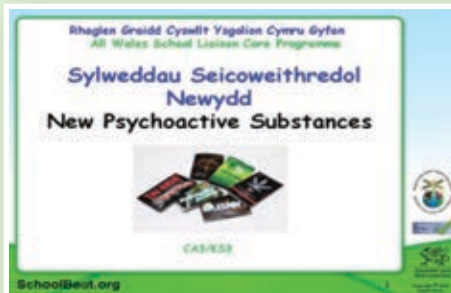 Rhaglen Graidd Cyswllt Ysgolion Cymru Gyfan
All Wales School Liaison Core Programme
Sylweddau Seicoweithredol
Newydd
New Psychoactive Substances
CA3/KS3
SchoolBeat.org